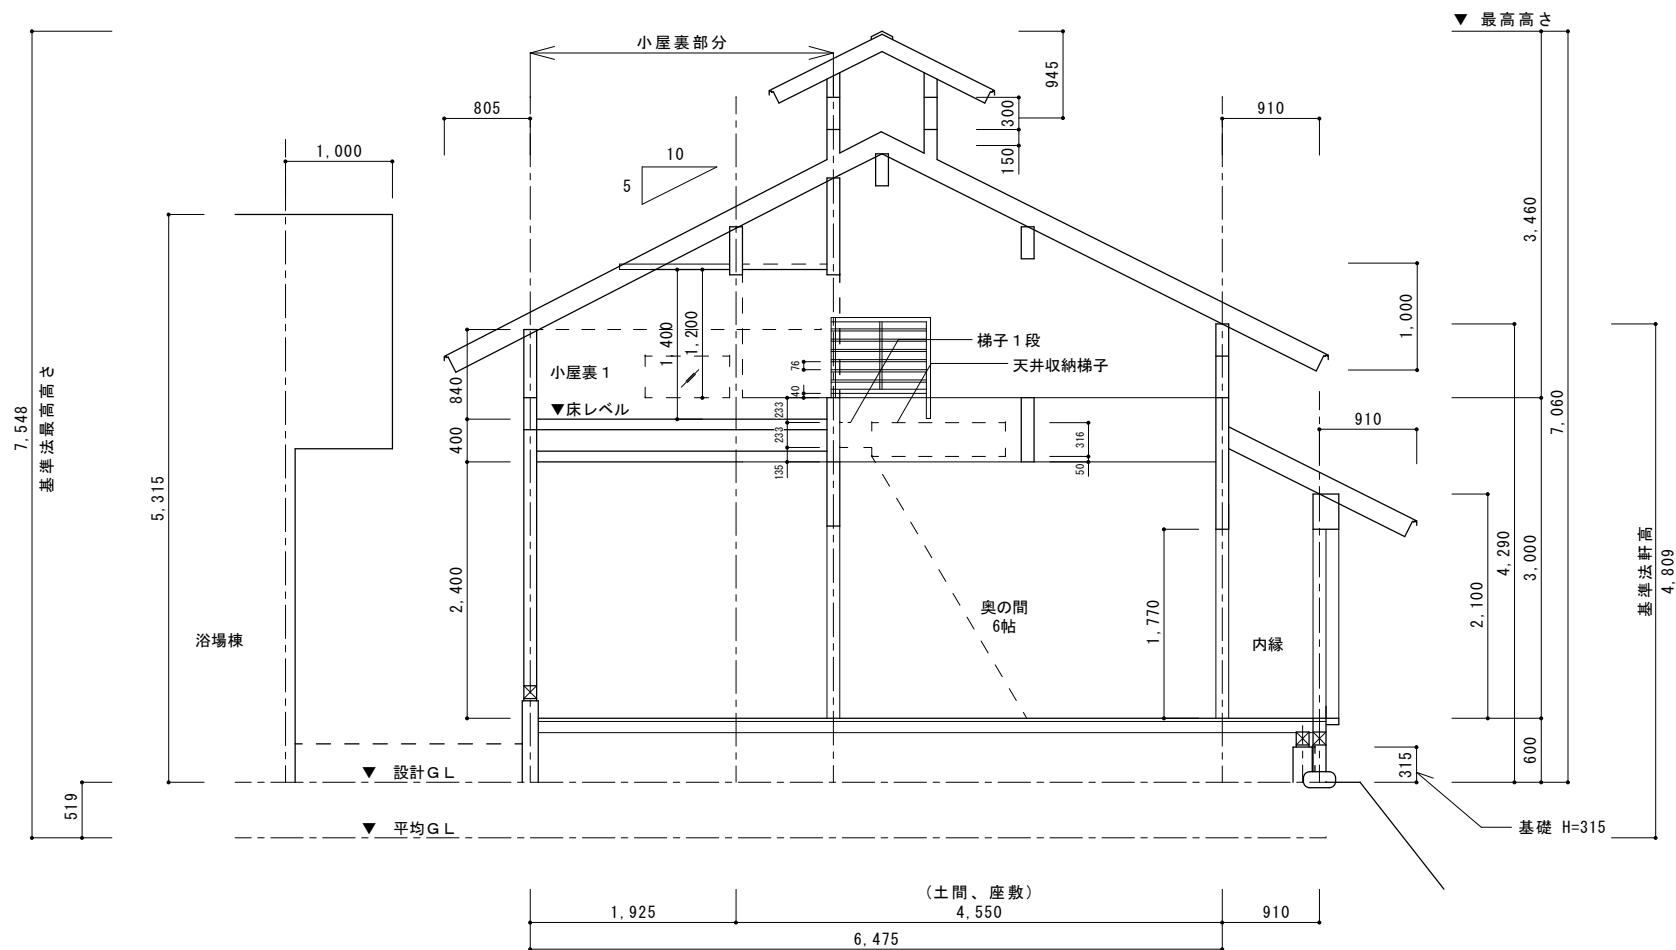 ▼ 最高高さ
小屋裏部分
945
805
300
910
1,000
150
10
5
3,460
1,000
1,400
1,200
梯子1段
天井収納梯子
76
40
小屋裏1
840
▼床レベル
233
7,548
基準法最高高さ
7,060
910
400
233
316
135
50
5,315
基準法軒高
4,809
4,290
3,000
2,400
2,100
1,770
奥の間
6帖
浴場棟
内縁
600
315
▼ 設計GL
519
▼ 平均GL
基礎 H=315
(土間、座敷)
1,925
4,550
910
6,475